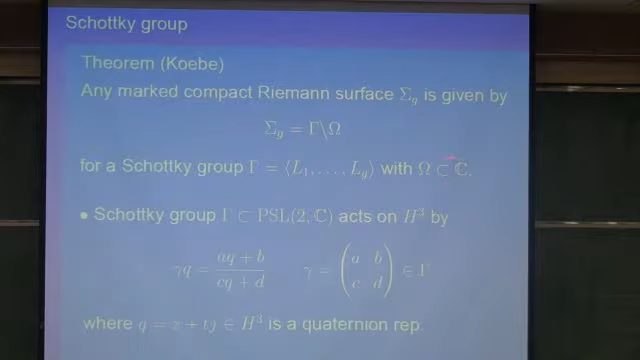 Schottky group
Theorem (Koebe)
Any marked compact Riemann surface Σ_g is given by
Σ_g = Γ\Ω
for a Schottky group Γ = ⟨L_1, . . . , L_g⟩ with Ω ⊂ ℂ.
• Schottky group Γ ⊂ PSL(2, ℂ) acts on H^3 by
γq = (aq + b)/(cq + d)   γ = (a b; c d) ∈ Γ
where q = z + tj ∈ H^3 is a quaternion rep.